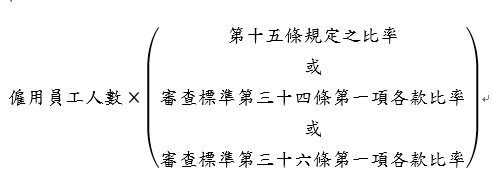 第十五條規定之比率
或
僱用員工人數×(審查標準第三十四條第一項各款比率)
或
審查標準第三十六條第一項各款比率